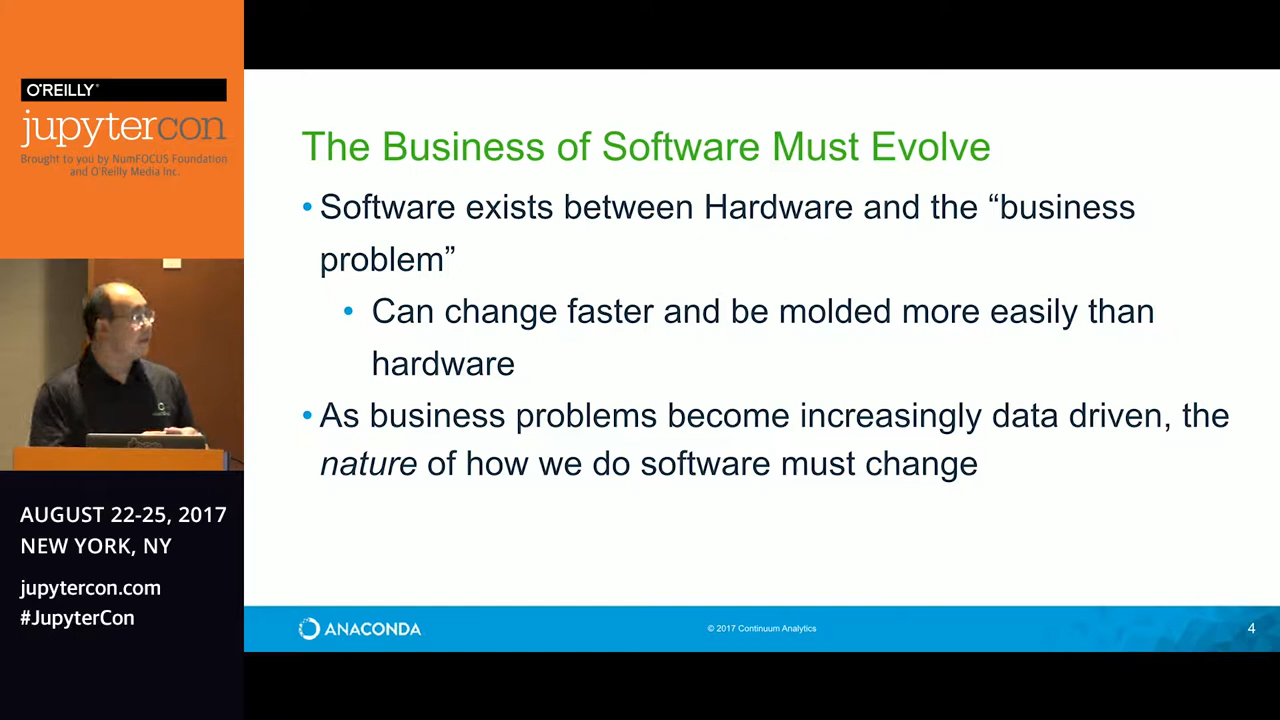 O'REILLY®
jupytercon
Brought to you by NumFOCUS Foundation
and O'Reilly Media Inc.
The Business of Software Must Evolve
• Software exists between Hardware and the “business
problem”
• Can change faster and be molded more easily than
hardware
• As business problems become increasingly data driven, the
nature of how we do software must change
AUGUST 22-25, 2017
NEW YORK, NY
jupytercon.com
#JupyterCon
ANACONDA
© 2017 Continuum Analytics
4